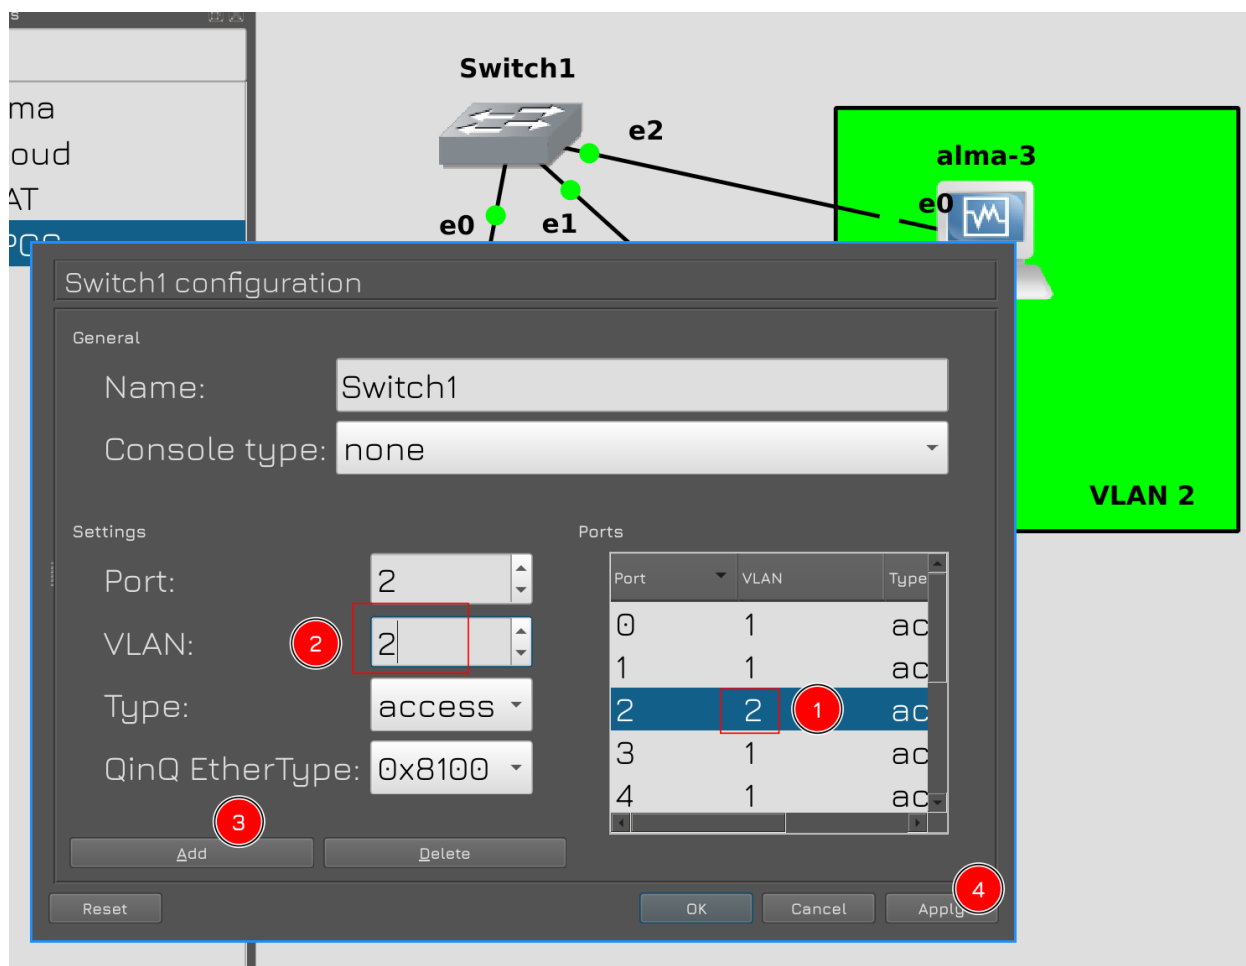 s
ma
oud
AT
Switch1
e2
alma-3
e0
e0
e1
Switch1 configuration
General
Name:
Switch1
Console type:
none
VLAN 2
Settings
Port:
2
VLAN:
2
2
Type:
access
QinQ EtherType:
0x8100
3
Add
Delete
Ports
Port VLAN Type
0 1 ac
1 1 ac
2 2 1 ac
3 1 ac
4 1 ac
4
Reset
OK
Cancel
Apply